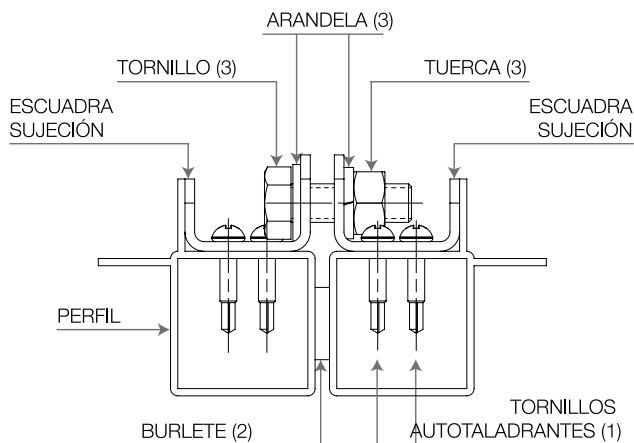 ARANDELA (3)
TORNILLO (3)
TUERCA (3)
ESCUADRA
SUJECIÓN
ESCUADRA
SUJECIÓN
PERFIL
BURLETE (2)
TORNILLOS
AUTOTALADRANTES (1)